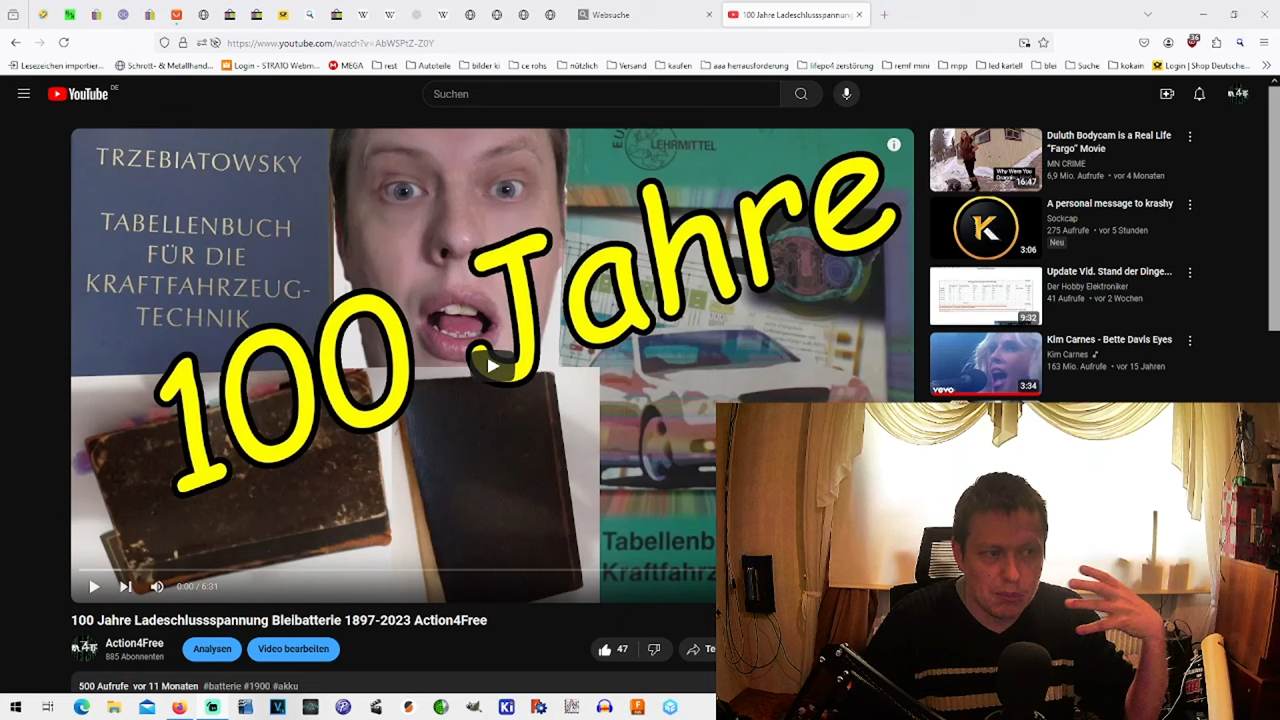 Websuche
100 Jahre Ladeschlussspannung
https://www.youtube.com/watch?v=AbWSPtZ-Z0Y
Lesezeichen importier...
Schrott- & Metallhand...
Login - STRATO Webm...
MEGA
rest
Autoteile
bilder ki
ce rohs
nützlich
Versand
kaufen
aaa herrausforderung
lifepo4 zerstörung
remf mini
mpp
led kartell
blei
Suche
kokain
Login | Shop Deutsche...
36
YouTube DE
Suchen
TRZEBIATOWSKY
TABELLENBUCH
FÜR DIE
KRAFTFAHRZEUG-
TECHNIK
LEHRMITTEL
100 Jahre
Tabellenb
Kraftfahrz
0:00 / 6:31
Duluth Bodycam is a Real Life
“Fargo” Movie
MN CRIME
6,9 Mio. Aufrufe • vor 4 Monaten
16:47
A personal message to krashy
Sockcap
275 Aufrufe • vor 5 Stunden
Neu
3:06
Update Vid. Stand der Dinge...
Der Hobby Elektroniker
41 Aufrufe • vor 2 Wochen
9:32
Kim Carnes - Bette Davis Eyes
Kim Carnes
163 Mio. Aufrufe • vor 15 Jahren
vevo
3:34
100 Jahre Ladeschlussspannung Bleibatterie 1897-2023 Action4Free
Action4Free
885 Abonnenten
Analysen
Video bearbeiten
47
Te
500 Aufrufe vor 11 Monaten #batterie #1900 #akku